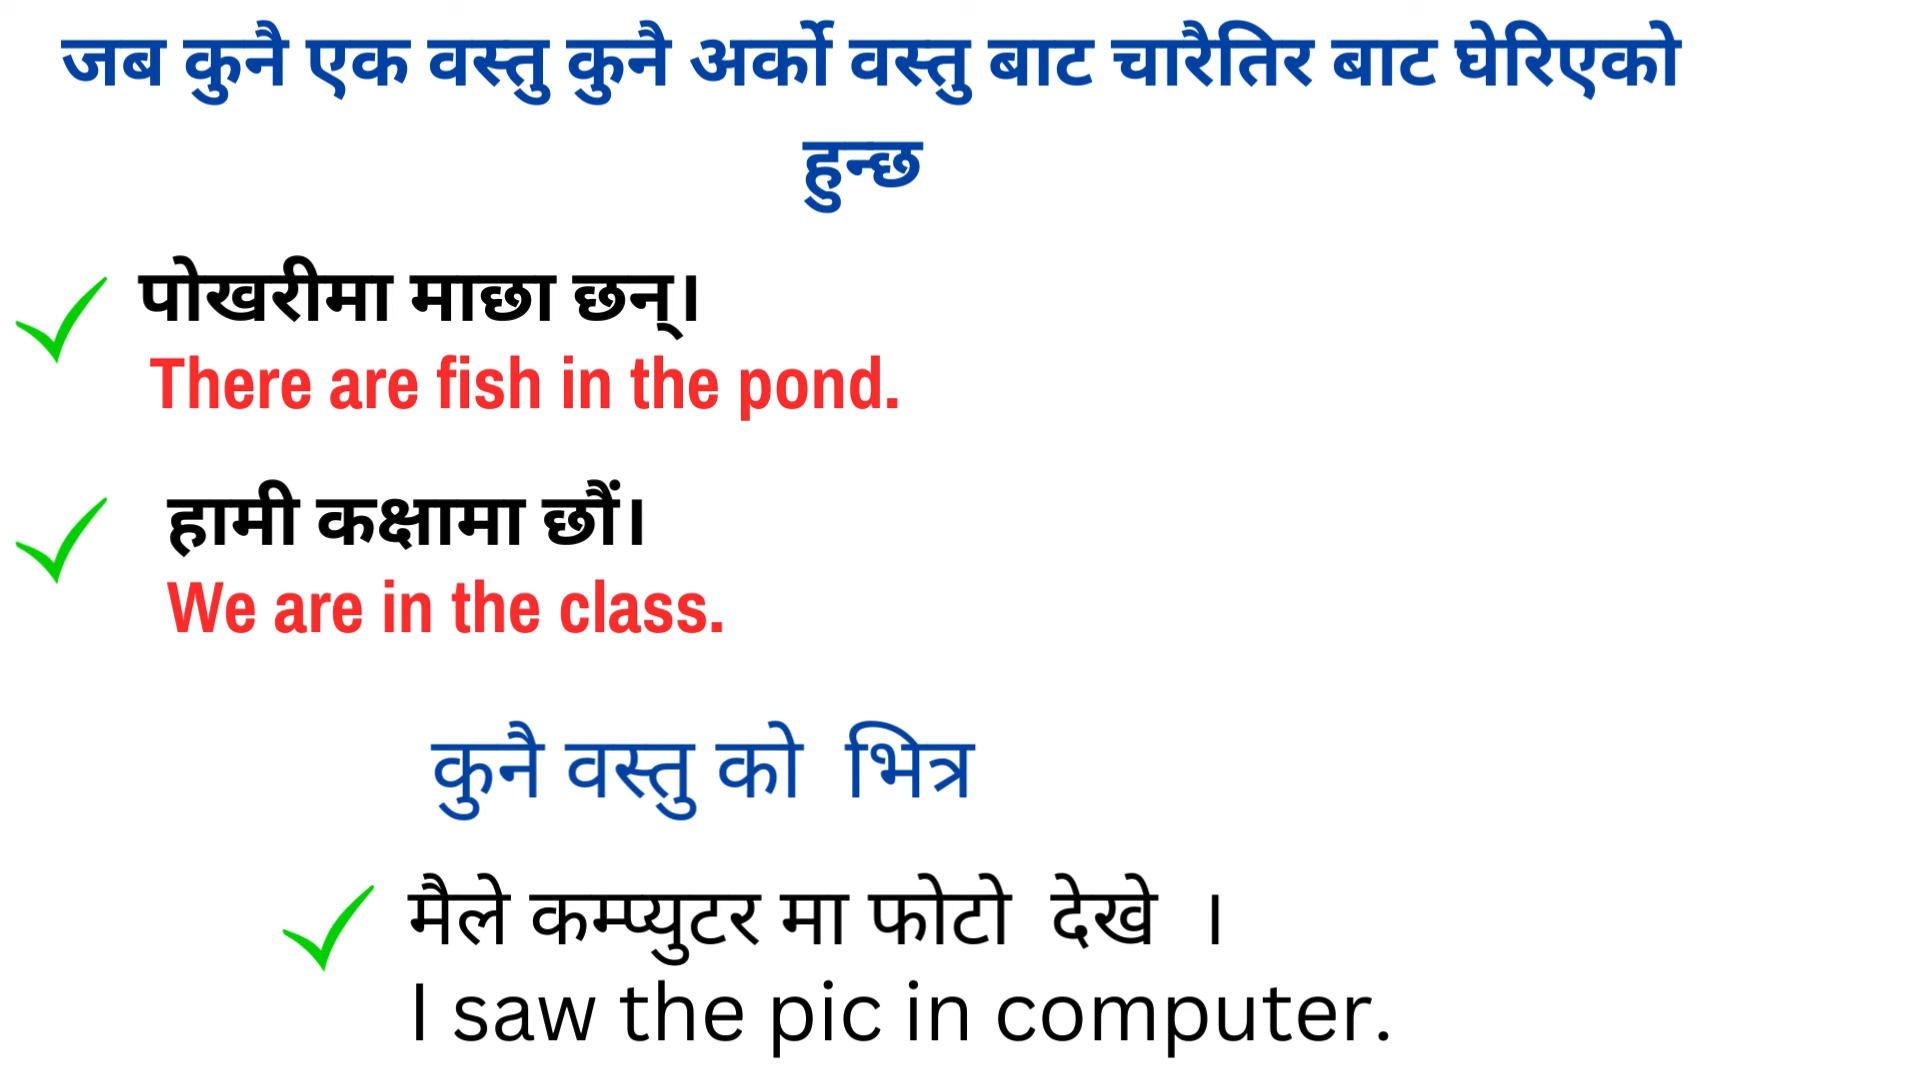 जब कुनै एक वस्तु कुनै अर्को वस्तु बाट चारैतिर बाट घेरिएको
हुन्छ
पोखरीमा माछा छन्।
There are fish in the pond.
हामी कक्षामा छौं।
We are in the class.
कुनै वस्तु को भित्र
मैले कम्प्युटर मा फोटो देखे ।
I saw the pic in computer.